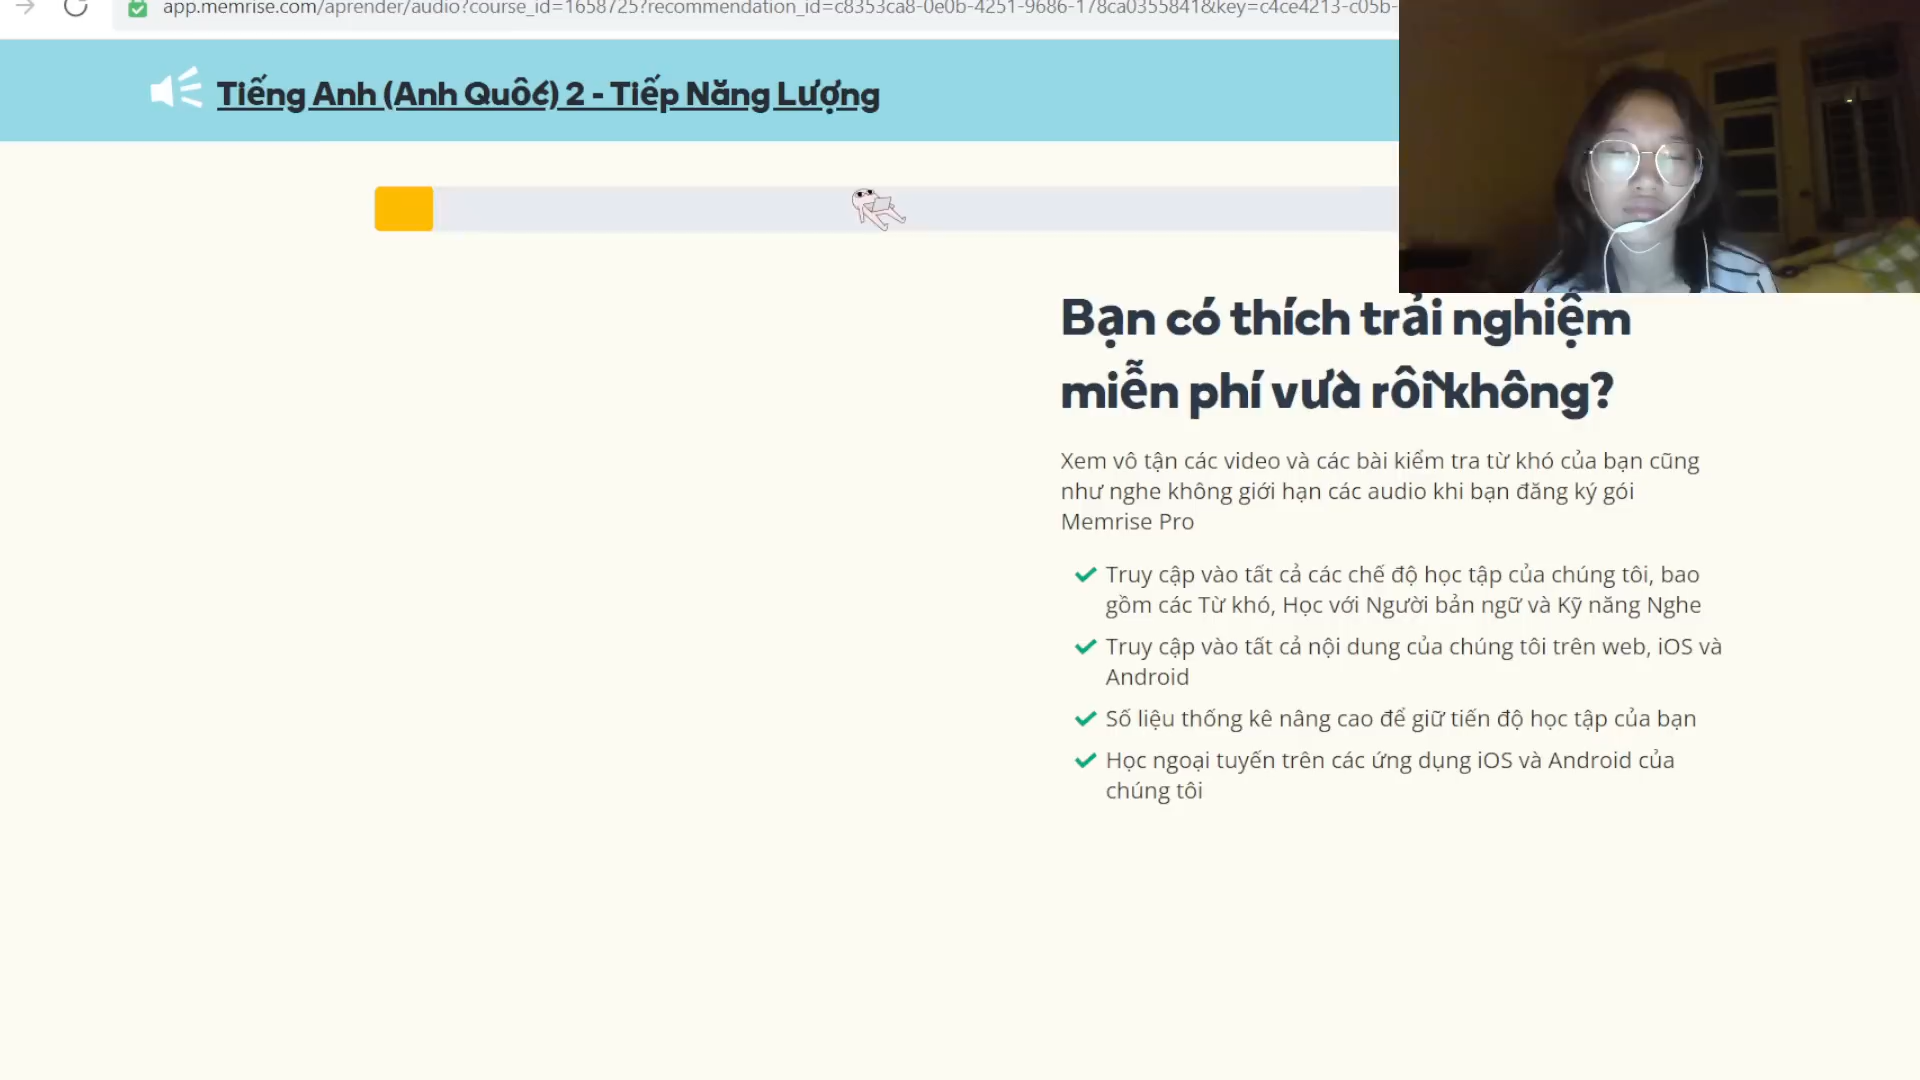 app.memrise.com/aprender/audio?course_id=1658725?recommendation_id=c8353ca8-0e0b-4251-9686-178ca0355841&key=c4ce4213-c05b-
Tiếng Anh (Anh Quốc) 2 - Tiếp Năng Lượng
Bạn có thích trải nghiệm
miễn phí vừa rồi không?
Xem vô tận các video và các bài kiểm tra từ khó của bạn cũng
như nghe không giới hạn các audio khi bạn đăng ký gói
Memrise Pro
Truy cập vào tất cả các chế độ học tập của chúng tôi, bao
gồm các Từ khó, Học với Người bản ngữ và Kỹ năng Nghe
Truy cập vào tất cả nội dung của chúng tôi trên web, iOS và
Android
Số liệu thống kê nâng cao để giữ tiến độ học tập của bạn
Học ngoại tuyến trên các ứng dụng iOS và Android của
chúng tôi